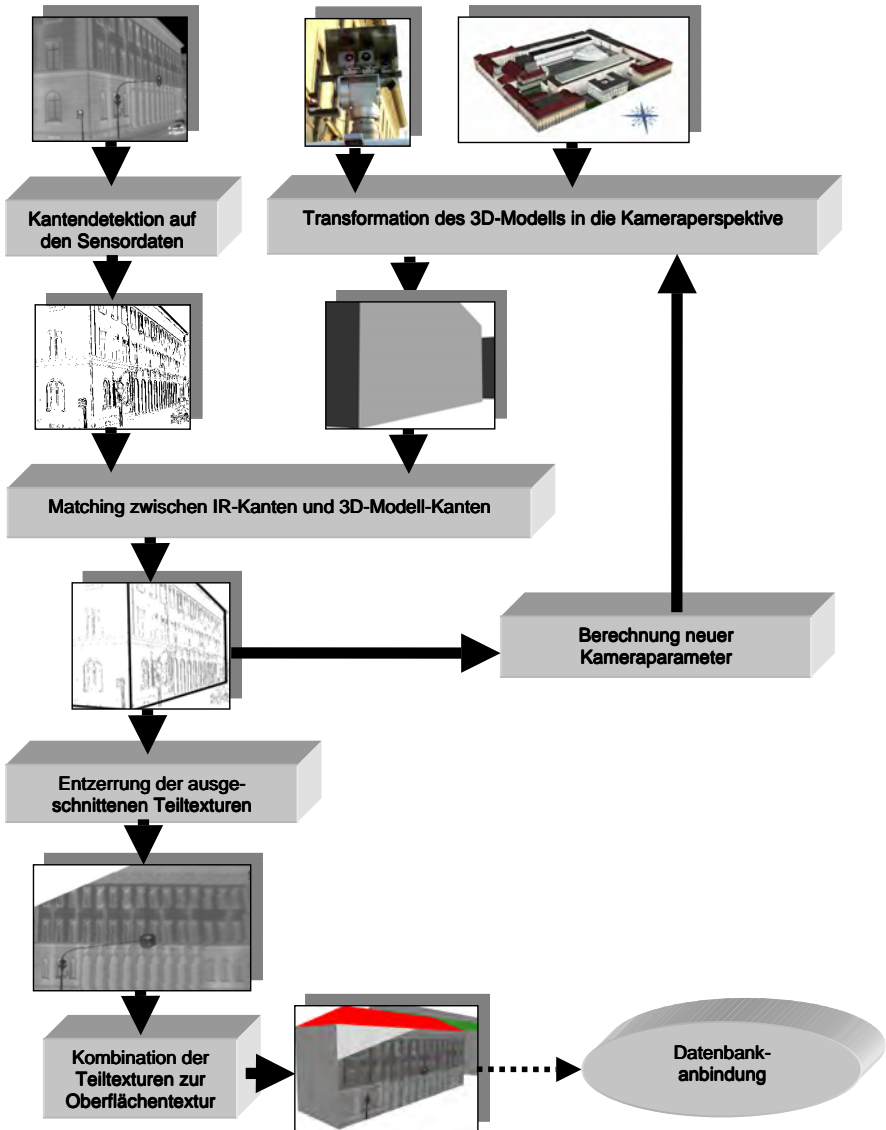 Kantendetektion auf
den Sensordaten
Transformation des 3D-Modells in die Kameraperspektive
Matching zwischen IR-Kanten und 3D-Modell-Kanten
Berechnung neuer
Kameraparameter
Entzerrung der ausge-
schnittenen Teiltexturen
Kombination der
Teiltexturen zur
Oberflächentextur
Datenbank-
anbindung